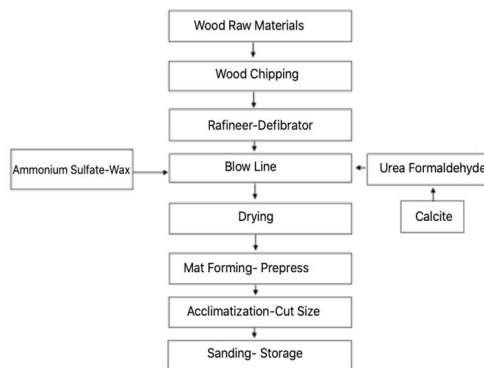 Wood Raw Materials
Wood Chipping
Rafineer-Defibrator
Ammonium Sulfate-Wax
Blow Line
Urea Formaldehyde
Drying
Calcite
Mat Forming- Prepress
Acclimatization-Cut Size
Sanding- Storage